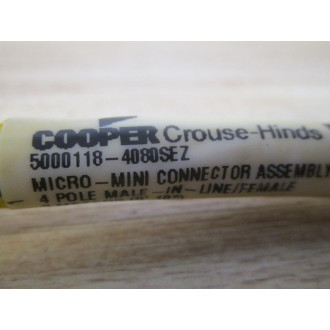 COOPER Crouse-Hinds
5000118-4080SEZ
MICRO-MINI CONNECTOR ASSEMBLY
4 POLE MALE-IN-LINE/FEMALE